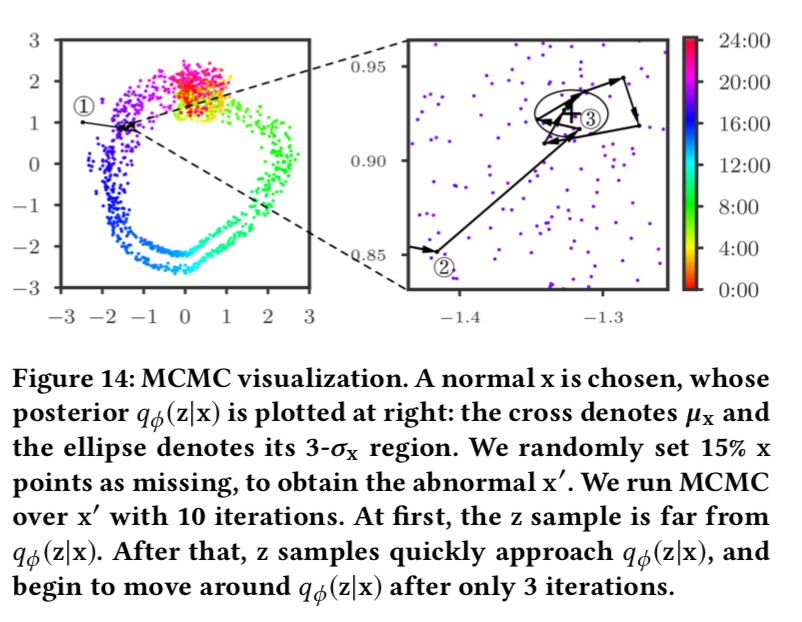 3
2
1
0
−1
−2
−3
−3 −2 −1 0 1 2 3
①
0.95
0.90
0.85
−1.4 −1.3
②
③
24:00
20:00
16:00
12:00
8:00
4:00
0:00
Figure 14: MCMC visualization. A normal x is chosen, whose
posterior qϕ(z|x) is plotted at right: the cross denotes μx and
the ellipse denotes its 3-σx region. We randomly set 15% x
points as missing, to obtain the abnormal x′. We run MCMC
over x′ with 10 iterations. At first, the z sample is far from
qϕ(z|x). After that, z samples quickly approach qϕ(z|x), and
begin to move around qϕ(z|x) after only 3 iterations.